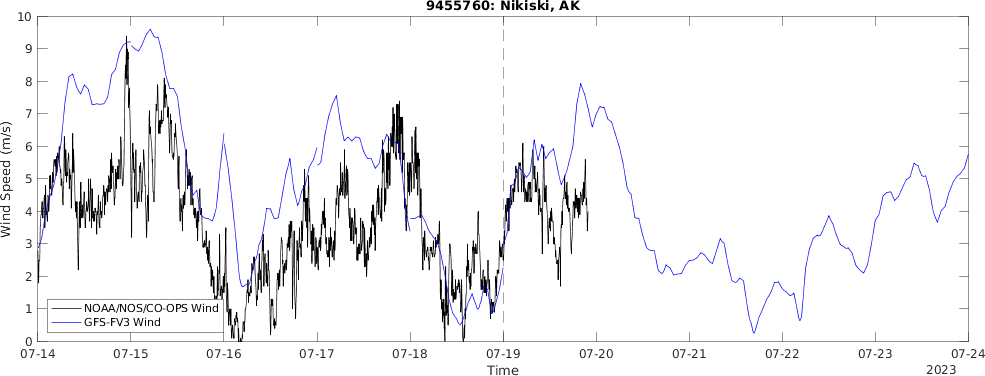 9455760: Nikiski, AK
10
9
8
7
6
5
4
3
2
1
0
Wind Speed (m/s)
NOAA/NOS/CO-OPS Wind
GFS-FV3 Wind
07-14 07-15 07-16 07-17 07-18 07-19 07-20 07-21 07-22 07-23 07-24
Time
2023